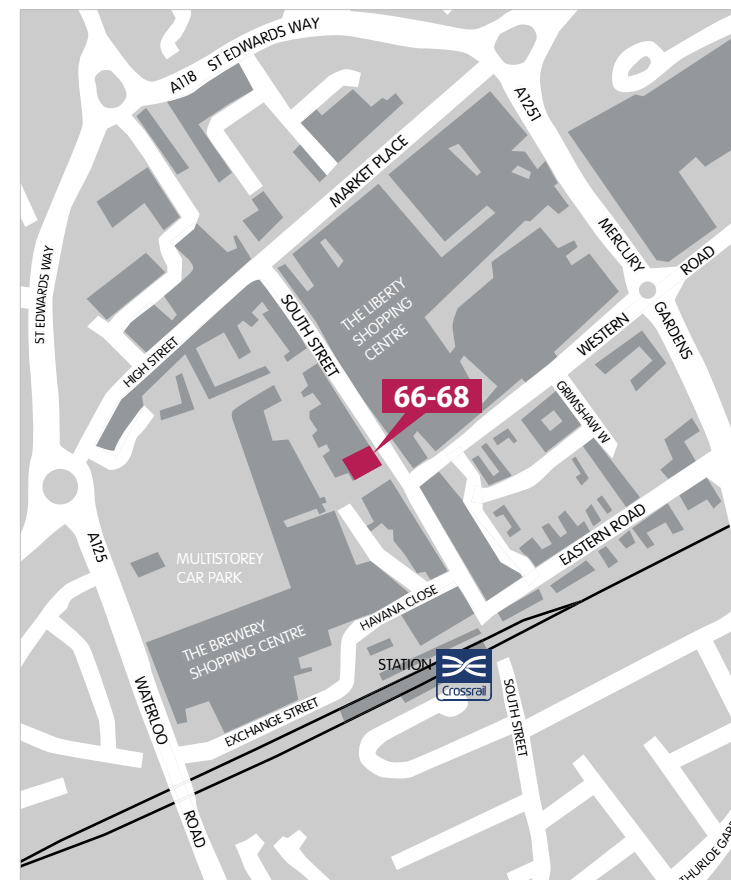 A118
ST EDWARDS WAY
A1251
MARKET PLACE
MERCURY
GARDENS
ST EDWARDS WAY
THE LIBERTY
SHOPPING
CENTRE
SOUTH STREET
WESTERN
ROAD
HIGH STREET
66-68
GRIMSHAW W
A125
MULTISTOREY
CAR PARK
EASTERN ROAD
HAVANA CLOSE
THE BREWERY
SHOPPING CENTRE
STATION
Crossrail
WATERLOO
ROAD
EXCHANGE STREET
SOUTH STREET
THURLOE GAR